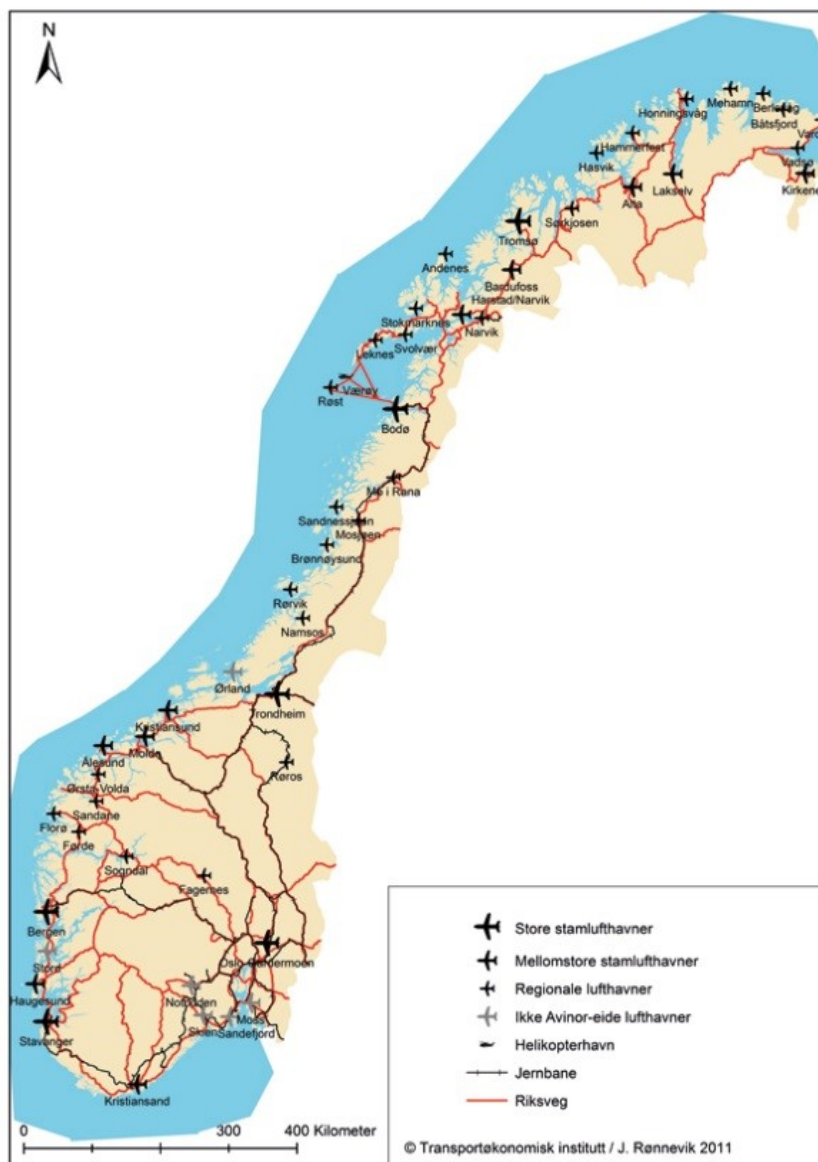 N
Mehamn
Berlevåg
Båtsfjord
Honningsvåg
Vard
Hammerfest
Vadsø
Hasvik
Kirkene
Alta
Lakselv
Sørkjosen
Tromsø
Andenes
Bardufoss
Harstad/Narvik
Stokmarknes
Narvik
Svolvær
Leknes
Værøy
Røst
Bodø
Mo i Rana
Sandnessjøen
Mosjøen
Brønnøysund
Rørvik
Namsos
Ørland
Trondheim
Kristiansund
Molde
Ålesund
Røros
Ørsta-Volda
Sandane
Florø
Førde
Sogndal
Fagernes
Bergen
Oslo Gardermoen
Stord
Haugesund
Notodden
Moss
Skien
Sandefjord
Stavanger
Kristiansand
Store stamlufthavner
Mellomstore stamlufthavner
Regionale lufthavner
Ikke Avinor-eide lufthavner
Helikopterhavn
Jernbane
Riksveg
0 300 400 Kilometer
© Transportøkonomisk institutt / J. Rønnevik 2011